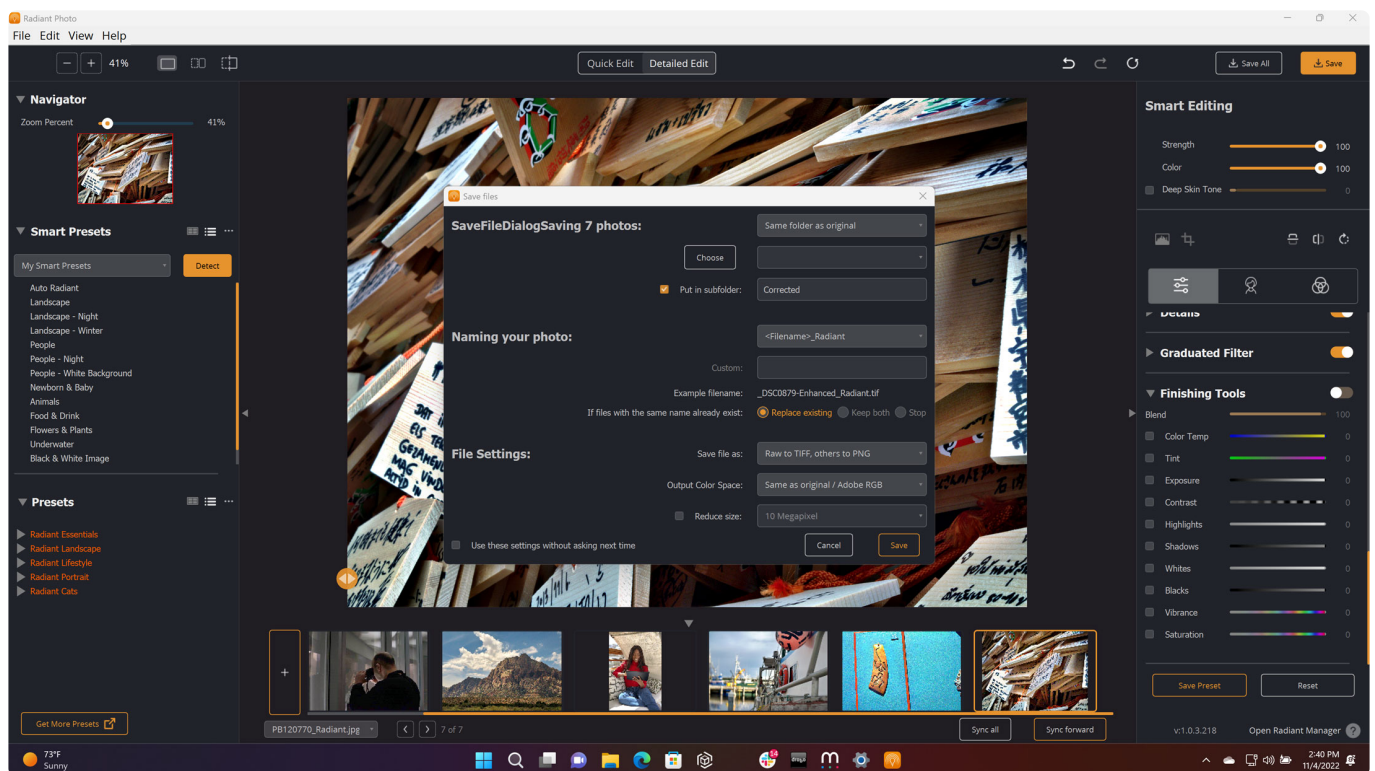 Radiant Photo
File Edit View Help
41%
Quick Edit Detailed Edit
Save All
Save
Navigator
Zoom Percent 41%
Smart Presets
My Smart Presets
Detect
Auto Radiant
Landscape
Landscape - Night
Landscape - Winter
People
People - Night
People - White Background
Newborn & Baby
Animals
Food & Drink
Flowers & Plants
Underwater
Black & White Image
Presets
Radiant Essentials
Radiant Landscape
Radiant Lifestyle
Radiant Portrait
Radiant Cats
Get More Presets
Save files
SaveFileDialogSaving 7 photos: Same folder as original
Choose
Put in subfolder: Corrected
Naming your photo: <Filename>_Radiant
Custom:
Example filename: _DSC0879-Enhanced_Radiant.tif
If files with the same name already exist: Replace existing Keep both Stop
File Settings: Save file as: Raw to TIFF, others to PNG
Output Color Space: Same as original / Adobe RGB
Reduce size: 10 Megapixel
Use these settings without asking next time
Cancel
Save
PB120770_Radiant.jpg
7 of 7
Sync all
Sync forward
Smart Editing
Strength 100
Color 100
Deep Skin Tone 0
Details
Graduated Filter
Finishing Tools
Blend 100
Color Temp 0
Tint 0
Exposure 0
Contrast 0
Highlights 0
Shadows 0
Whites 0
Blacks 0
Vibrance 0
Saturation 0
Save Preset
Reset
v:1.0.3.218
Open Radiant Manager ?
73°F
Sunny
14
2:40 PM
11/4/2022